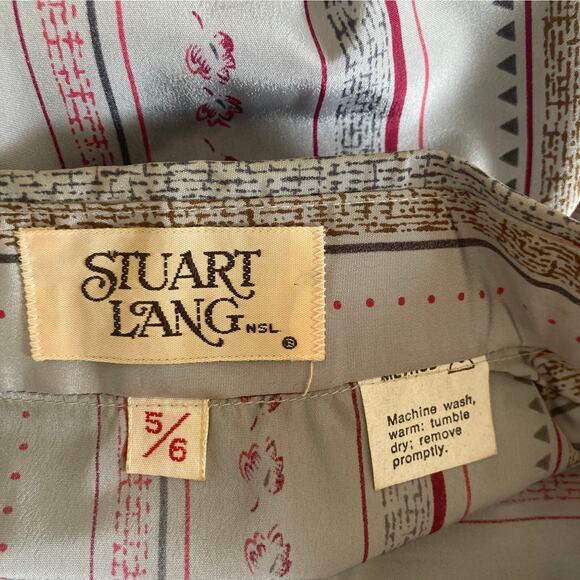 STUART
LANG NSL
®
5/6
Machine wash,
warm: tumble
dry; remove
promptly.